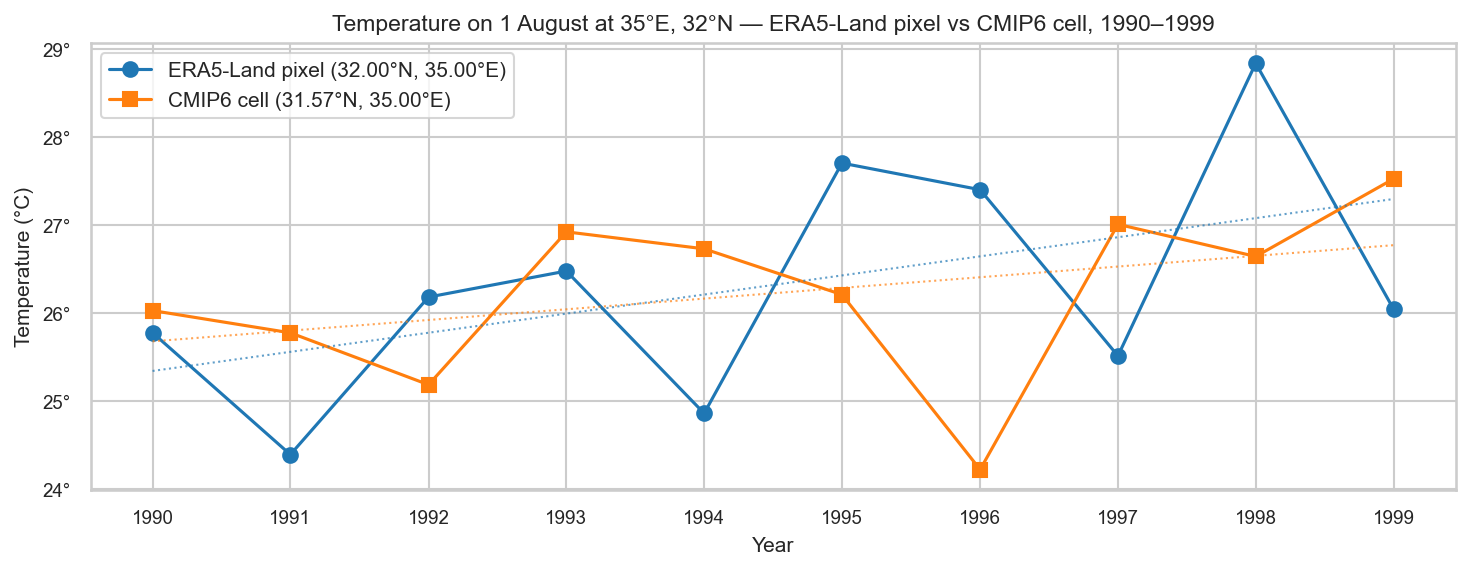 Temperature on 1 August at 35°E, 32°N — ERA5-Land pixel vs CMIP6 cell, 1990–1999
ERA5-Land pixel (32.00°N, 35.00°E)
CMIP6 cell (31.57°N, 35.00°E)
Temperature (°C)
29°
28°
27°
26°
25°
24°
1990 1991 1992 1993 1994 1995 1996 1997 1998 1999
Year